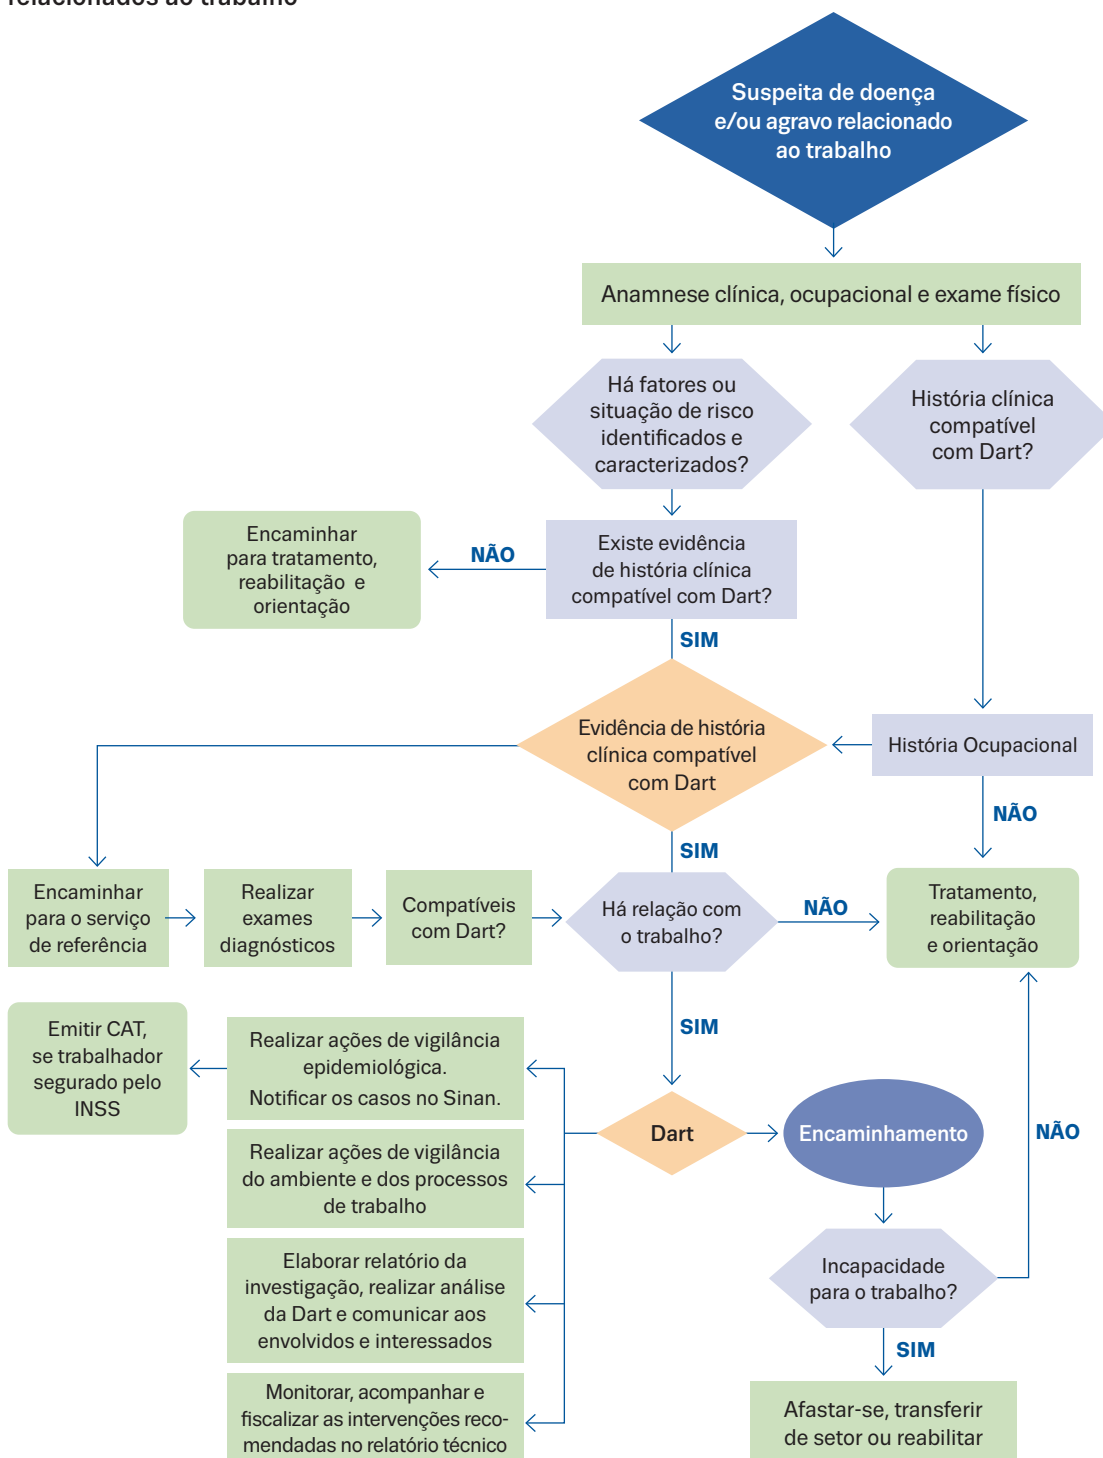 relacionados ao trabalho
Suspeita de doença
e/ou agravo relacionado
ao trabalho
Anamnese clínica, ocupacional e exame físico
Há fatores ou
situação de risco
identificados e
caracterizados?
História clínica
compatível
com Dart?
Encaminhar
para tratamento,
reabilitação e
orientação
NÃO
Existe evidência
de história clínica
compatível com Dart?
SIM
Evidência de história
clínica compatível
com Dart
História Ocupacional
NÃO
SIM
Encaminhar
para o serviço
de referência
Realizar
exames
diagnósticos
Compatíveis
com Dart?
Há relação com
o trabalho?
NÃO
Tratamento,
reabilitação
e orientação
SIM
Emitir CAT,
se trabalhador
segurado pelo
INSS
Realizar ações de vigilância
epidemiológica.
Notificar os casos no Sinan.
Dart
Encaminhamento
NÃO
Realizar ações de vigilância
do ambiente e dos processos
de trabalho
Elaborar relatório da
investigação, realizar análise
da Dart e comunicar aos
envolvidos e interessados
Incapacidade
para o trabalho?
SIM
Monitorar, acompanhar e
fiscalizar as intervenções reco-
mendadas no relatório técnico
Afastar-se, transferir
de setor ou reabilitar